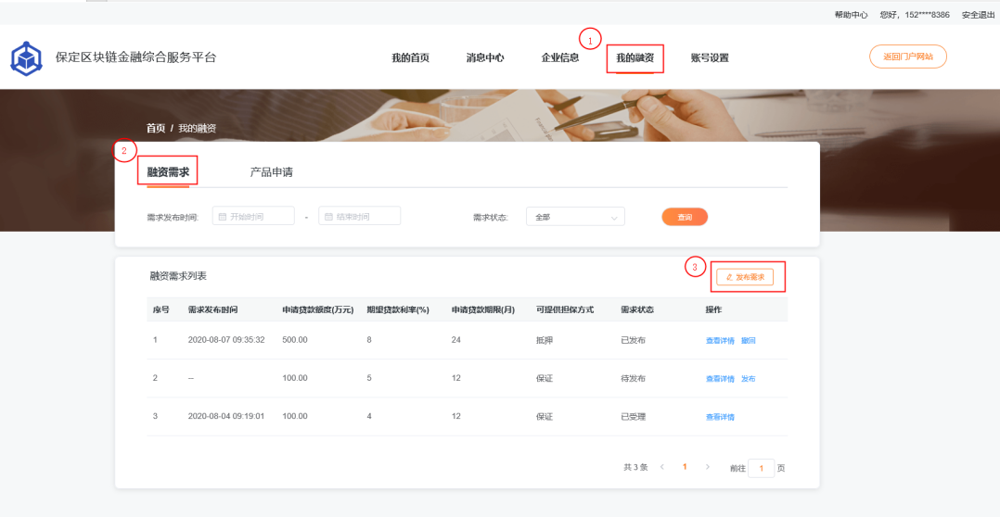 帮助中心 您好，152****8386 安全退出
保定区块链金融综合服务平台 我的首页 消息中心 企业信息 1 我的融资 账号设置 返回门户网站
首页 / 我的融资
2
融资需求 产品申请
需求发布时间: 开始时间 - 结束时间 需求状态: 全部 查询
融资需求列表 3 发布需求
序号 需求发布时间 申请贷款额度(万元) 期望贷款利率(%) 申请贷款期限(月) 可提供担保方式 需求状态 操作
1 2020-08-07 09:35:32 500.00 8 24 抵押 已发布 查看详情 撤回
2 -- 100.00 5 12 保证 待发布 查看详情 发布
3 2020-08-04 09:19:01 100.00 4 12 保证 已受理 查看详情
共 3 条 < 1 > 前往 1 页